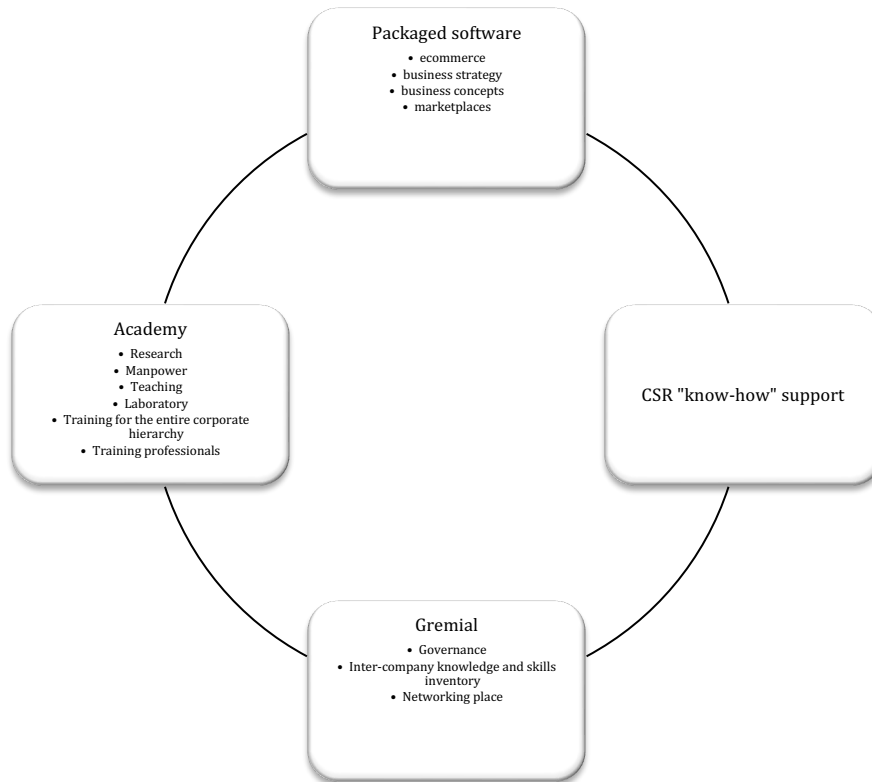 Packaged software
• ecommerce
• business strategy
• business concepts
• marketplaces
Academy
• Research
• Manpower
• Teaching
• Laboratory
• Training for the entire corporate
hierarchy
• Training professionals
CSR "know-how" support
Gremial
• Governance
• Inter-company knowledge and skills
inventory
• Networking place